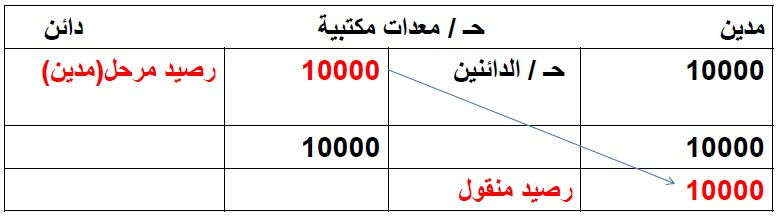 مدين حـ / معدات مكتبية دائن
10000 حـ / الدائنين 10000 رصيد مرحل(مدين)
10000 10000
10000 رصيد منقول